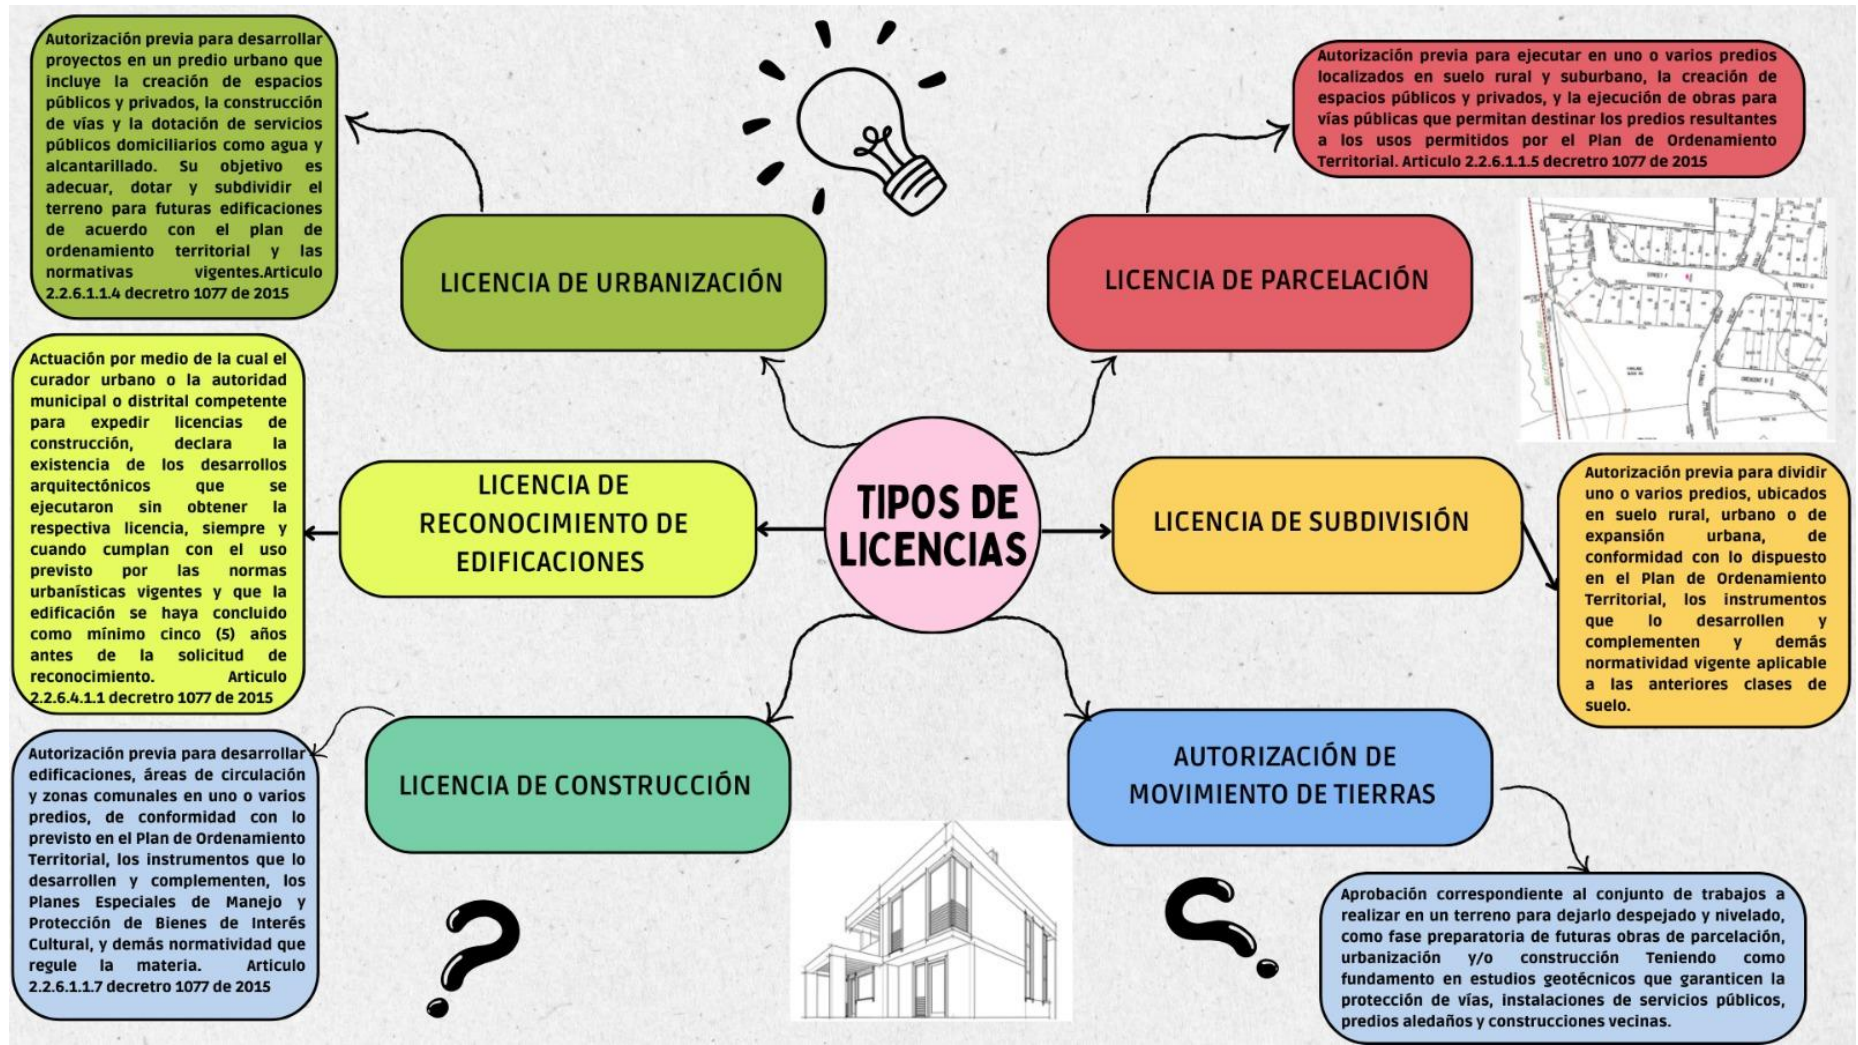 Autorización previa para desarrollar
proyectos en un predio urbano que
incluye la creación de espacios
públicos y privados, la construcción
de vías y la dotación de servicios
públicos domiciliarios como agua y
alcantarillado. Su objetivo es
adecuar, dotar y subdividir el
terreno para futuras edificaciones
de acuerdo con el plan de
ordenamiento territorial y las
normativas vigentes.Articulo
2.2.6.1.1.4 decretro 1077 de 2015
LICENCIA DE URBANIZACIÓN
Autorización previa para ejecutar en uno o varios predios
localizados en suelo rural y suburbano, la creación de
espacios públicos y privados, y la ejecución de obras para
vías públicas que permitan destinar los predios resultantes
a los usos permitidos por el Plan de Ordenamiento
Territorial. Articulo 2.2.6.1.1.5 decretro 1077 de 2015
LICENCIA DE PARCELACIÓN
STREET F
Actuación por medio de la cual el
curador urbano o la autoridad
municipal o distrital competente
para expedir licencias de
construcción, declara la
existencia de los desarrollos
arquitectónicos que se
ejecutaron sin obtener la
respectiva licencia, siempre y
cuando cumplan con el uso
previsto por las normas
urbanísticas vigentes y que la
edificación se haya concluido
como mínimo cinco (5) años
antes de la solicitud de
reconocimiento. Articulo
2.2.6.4.1.1 decretro 1077 de 2015
LICENCIA DE
RECONOCIMIENTO DE
EDIFICACIONES
TIPOS DE
LICENCIAS
LICENCIA DE SUBDIVISIÓN
Autorización previa para dividir
uno o varios predios, ubicados
en suelo rural, urbano o de
expansión urbana, de
conformidad con lo dispuesto
en el Plan de Ordenamiento
Territorial, los instrumentos
que lo desarrollen y
complementen y demás
normatividad vigente aplicable
a las anteriores clases de
suelo.
Autorización previa para desarrollar
edificaciones, áreas de circulación
y zonas comunales en uno o varios
predios, de conformidad con lo
previsto en el Plan de Ordenamiento
Territorial, los instrumentos que lo
desarrollen y complementen, los
Planes Especiales de Manejo y
Protección de Bienes de Interés
Cultural, y demás normatividad que
regule la materia. Articulo
2.2.6.1.1.7 decretro 1077 de 2015
LICENCIA DE CONSTRUCCIÓN
AUTORIZACIÓN DE
MOVIMIENTO DE TIERRAS
Aprobación correspondiente al conjunto de trabajos a
realizar en un terreno para dejarlo despejado y nivelado,
como fase preparatoria de futuras obras de parcelación,
urbanización y/o construcción Teniendo como
fundamento en estudios geotécnicos que garanticen la
protección de vías, instalaciones de servicios públicos,
predios aledaños y construcciones vecinas.